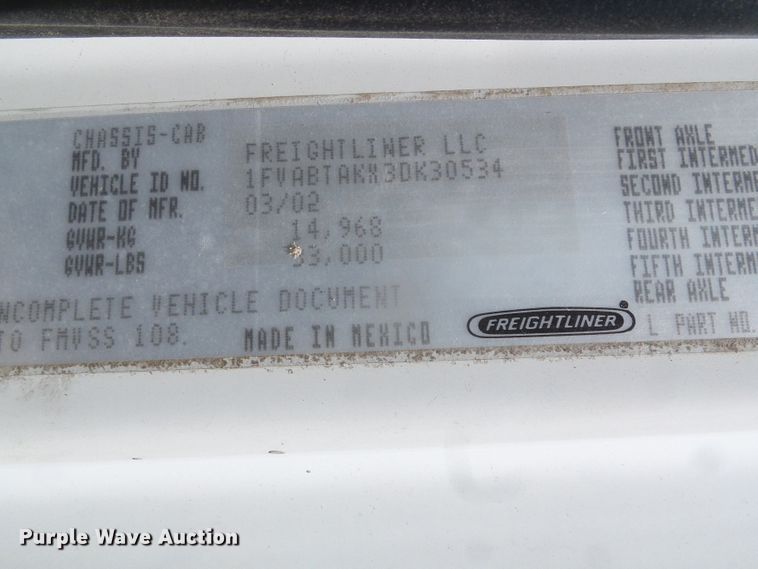 CHASSIS-CAB
MFD. BY FREIGHTLINER LLC
VEHICLE ID NO. 1FVABTAKX3DK30534
DATE OF MFR. 03/02
GVWR-KG 14,968
GVWR-LBS 33,000
FRONT AXLE
FIRST INTERMED
SECOND INTERME
THIRD INTERME
FOURTH INTERM
FIFTH INTERM
REAR AXLE
NCOMPLETE VEHICLE DOCUMENT
TO FMVSS 108. MADE IN MEXICO FREIGHTLINER ® L PART NO.
Purple Wave Auction